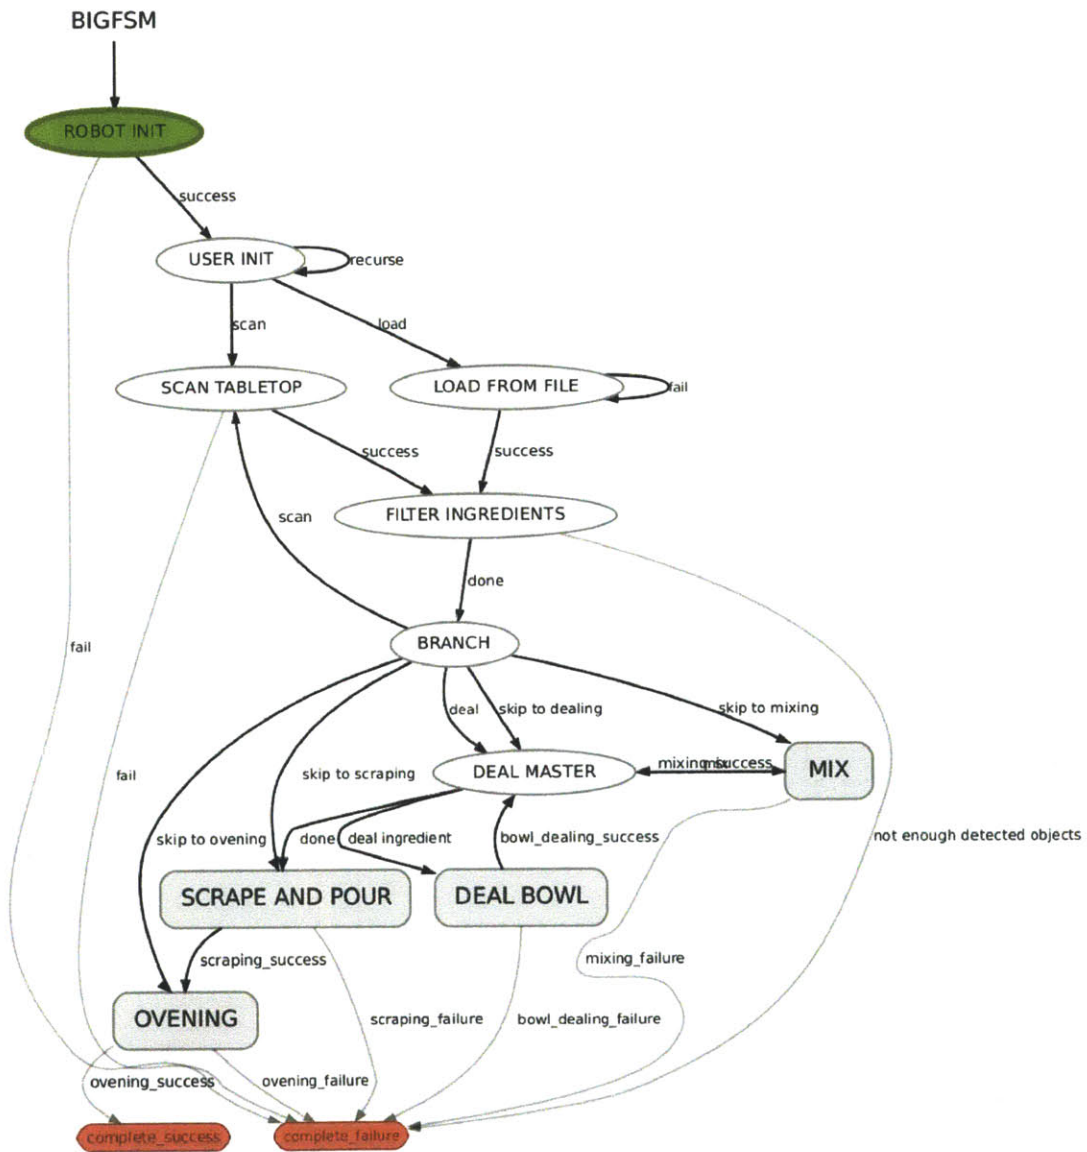 BIGFSM
ROBOT INIT
success
USER INIT
recurse
scan
load
SCAN TABLETOP
LOAD FROM FILE
fail
success
success
FILTER INGREDIENTS
scan
done
BRANCH
fail
deal
skip to dealing
skip to mixing
DEAL MASTER
mixing_success
mix
MIX
fail
skip to scraping
skip to ovening
done
deal ingredient
bowl_dealing_success
not enough detected objects
SCRAPE AND POUR
DEAL BOWL
scraping_success
mixing_failure
OVENING
scraping_failure
bowl_dealing_failure
ovening_success
ovening_failure
complete_success
complete_failure